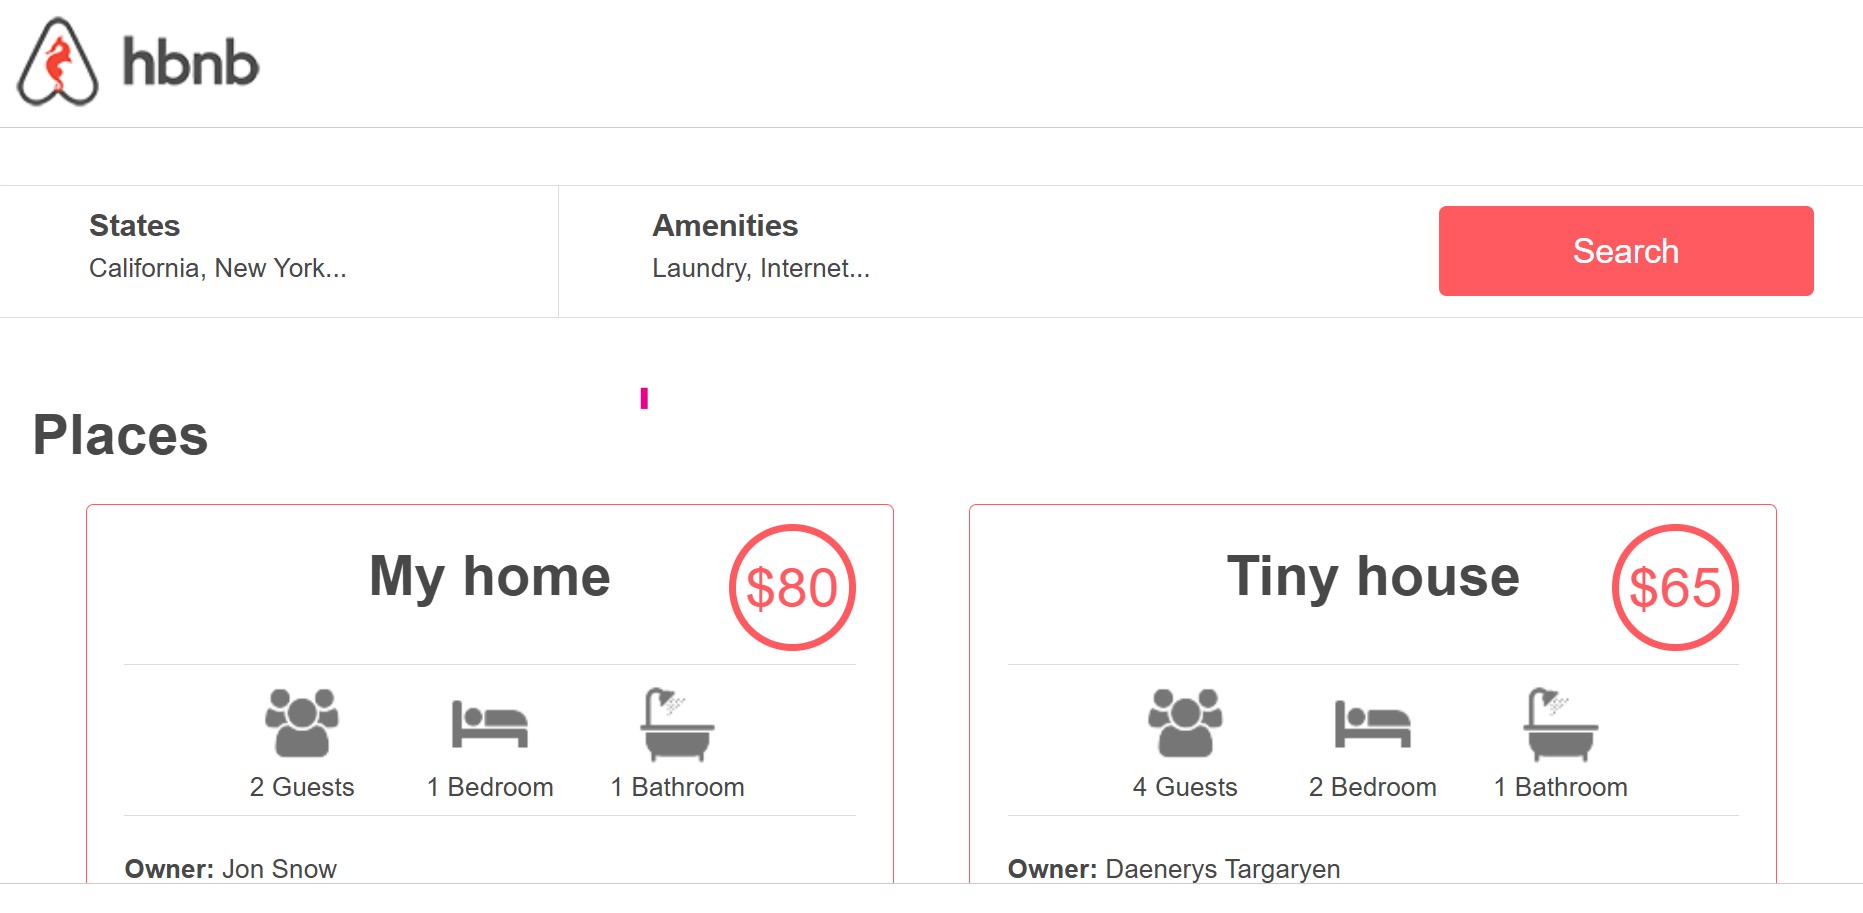 hbnb
States
California, New York...
Amenities
Laundry, Internet...
Search
Places
My home
$80
2 Guests
1 Bedroom
1 Bathroom
Owner: Jon Snow
Tiny house
$65
4 Guests
2 Bedroom
1 Bathroom
Owner: Daenerys Targaryen